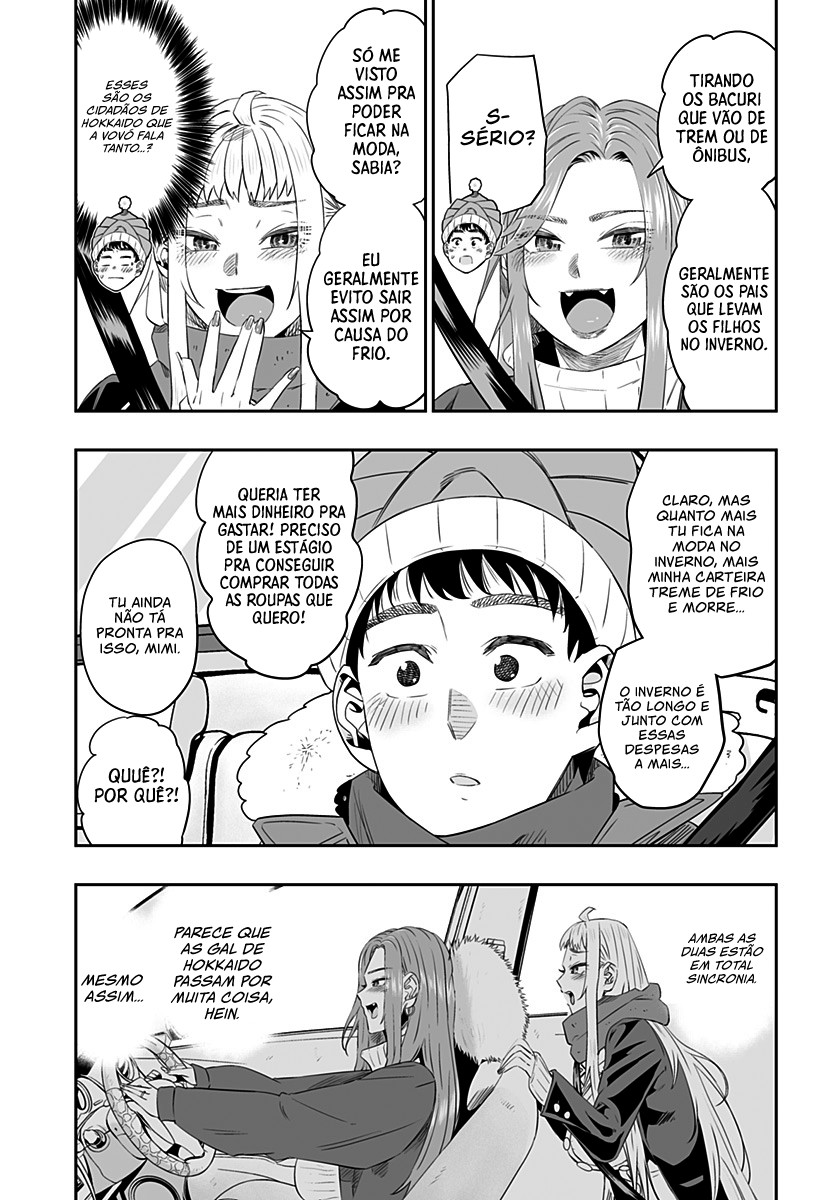 TIRANDO
OS BACURI
QUE VÃO DE
TREM OU DE
ÔNIBUS,
GERALMENTE
SÃO OS PAIS
QUE LEVAM
OS FILHOS
NO INVERNO.
S-
SÉRIO?
SÓ ME
VISTO
ASSIM PRA
PODER
FICAR NA
MODA,
SABIA?
EU
GERALMENTE
EVITO SAIR
ASSIM POR
CAUSA DO
FRIO.
ESSES
SÃO OS
CIDADÃOS DE
HOKKAIDO QUE
A VOVÓ FALA
TANTO...?
CLARO, MAS
QUANTO MAIS
TU FICA NA
MODA NO
INVERNO, MAIS
MINHA CARTEIRA
TREME DE FRIO
E MORRE...
O INVERNO É
TÃO LONGO E
JUNTO COM
ESSAS
DESPESAS
A MAIS...
QUERIA TER
MAIS DINHEIRO PRA
GASTAR! PRECISO
DE UM ESTÁGIO
PRA CONSEGUIR
COMPRAR TODAS
AS ROUPAS QUE
QUERO!
TU AINDA
NÃO TÁ
PRONTA PRA
ISSO, MIMI.
QUUÊ?!
POR QUÊ?!
AMBAS AS
DUAS ESTÃO
EM TOTAL
SINCRONIA.
PARECE QUE
AS GAL DE
HOKKAIDO
PASSAM POR
MUITA COISA,
HEIN.
MESMO
ASSIM...